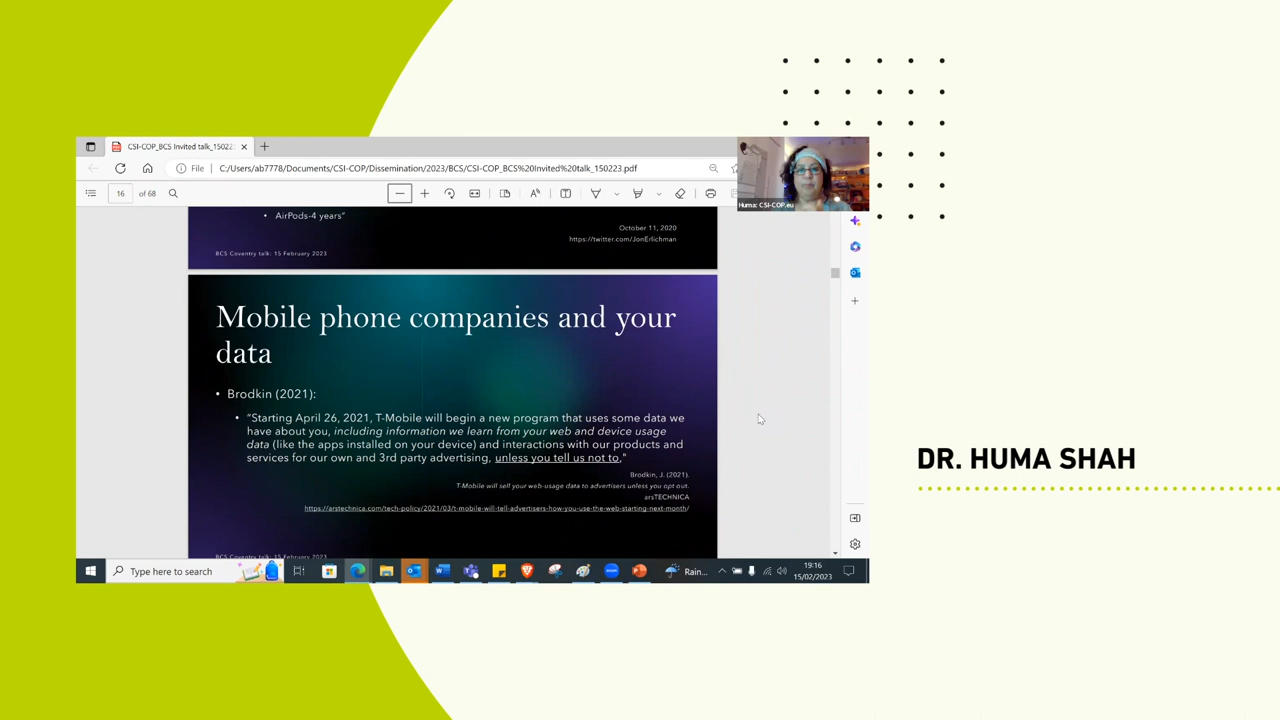 CSI-COP_BCS Invited talk_150223
File
C:/Users/ab7778/Documents/CSI-COP/Dissemination/2023/BCS/CSI-COP_BCS%20Invited%20talk_150223.pdf
16 of 68
Huma: CSI-COP.eu
• AirPods-4 years"
October 11, 2020
https://twitter.com/JonErlichman
BCS Coventry talk: 15 February 2023
Mobile phone companies and your
data
• Brodkin (2021):
• "Starting April 26, 2021, T-Mobile will begin a new program that uses some data we
have about you, including information we learn from your web and device usage
data (like the apps installed on your device) and interactions with our products and
services for our own and 3rd party advertising, unless you tell us not to,"
Brodkin, J. (2021).
T-Mobile will sell your web-usage data to advertisers unless you opt out.
arsTECHNICA
https://arstechnica.com/tech-policy/2021/03/t-mobile-will-tell-advertisers-how-you-use-the-web-starting-next-month/
BCS Coventry talk: 15 February 2023
Type here to search
Rain...
19:16
15/02/2023
DR. HUMA SHAH